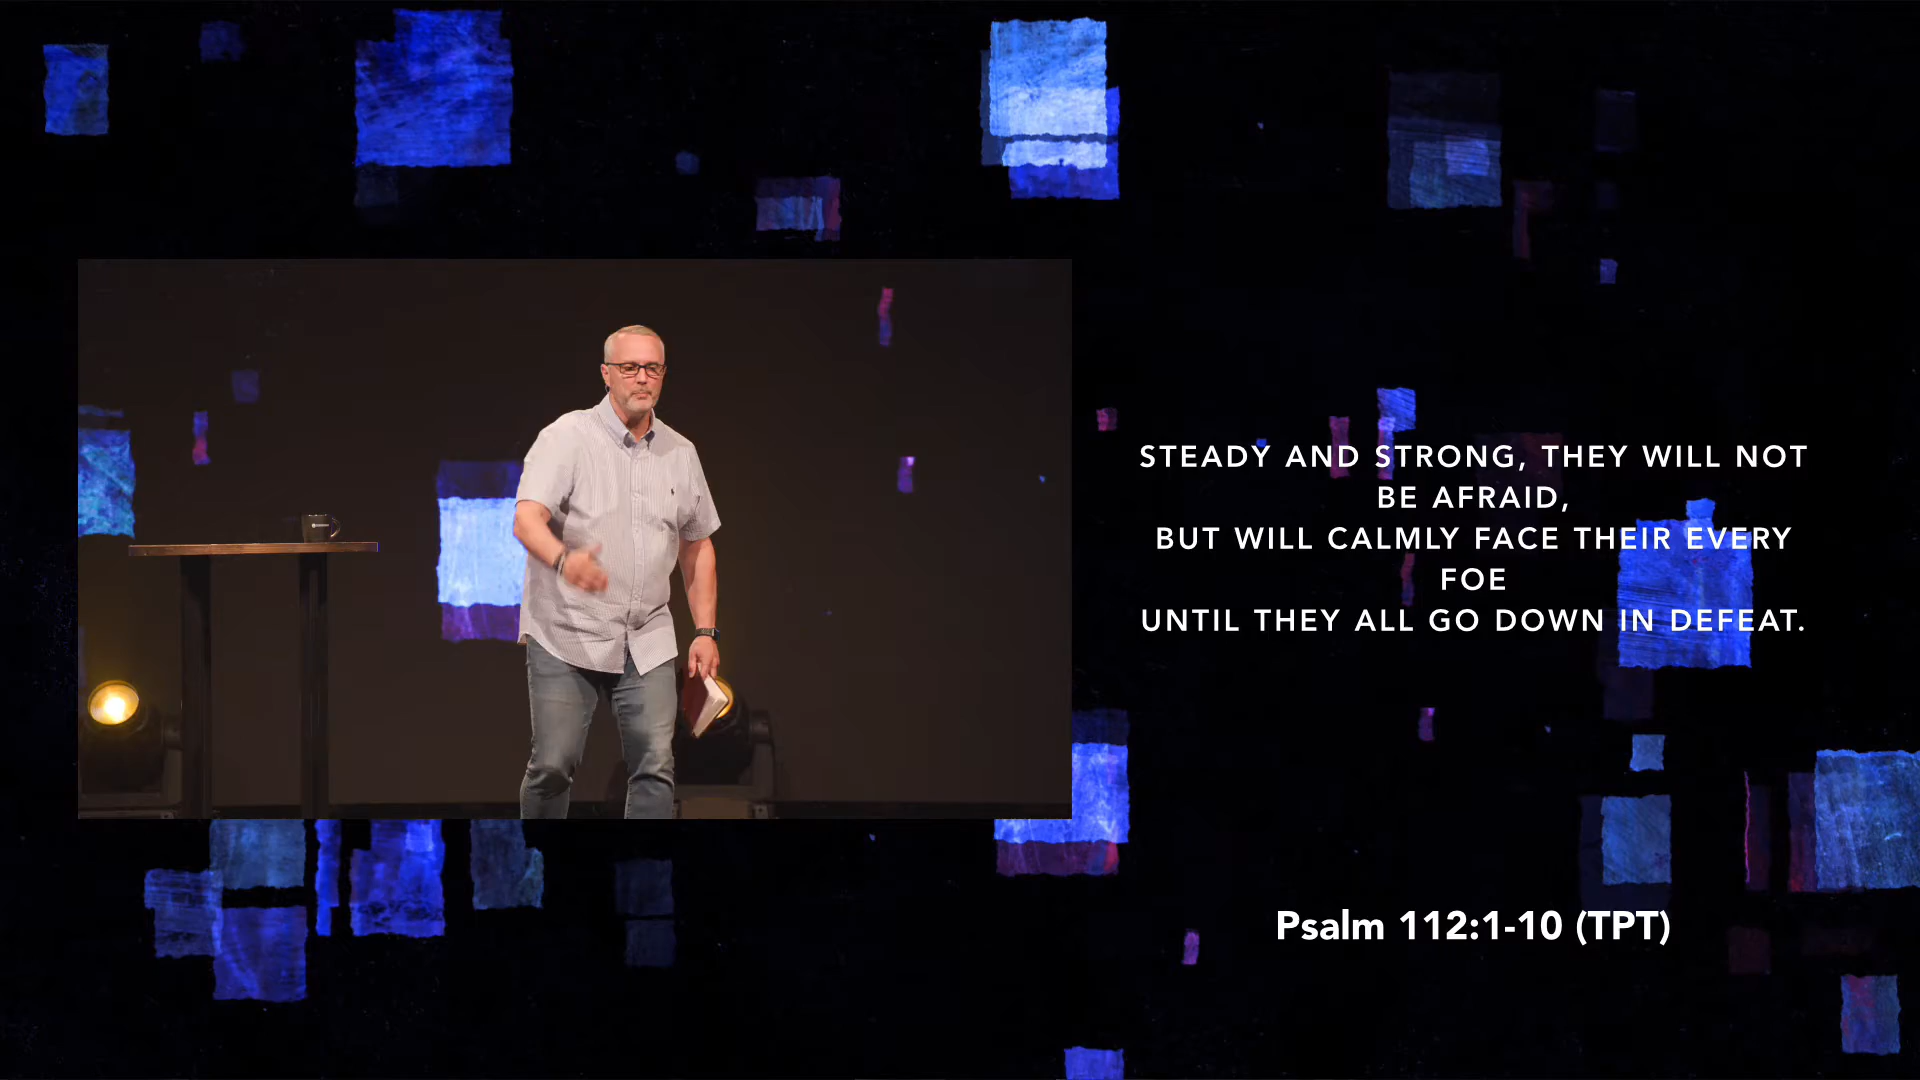 STEADY AND STRONG, THEY WILL NOT
BE AFRAID,
BUT WILL CALMLY FACE THEIR EVERY
FOE
UNTIL THEY ALL GO DOWN IN DEFEAT.
Psalm 112:1-10 (TPT)